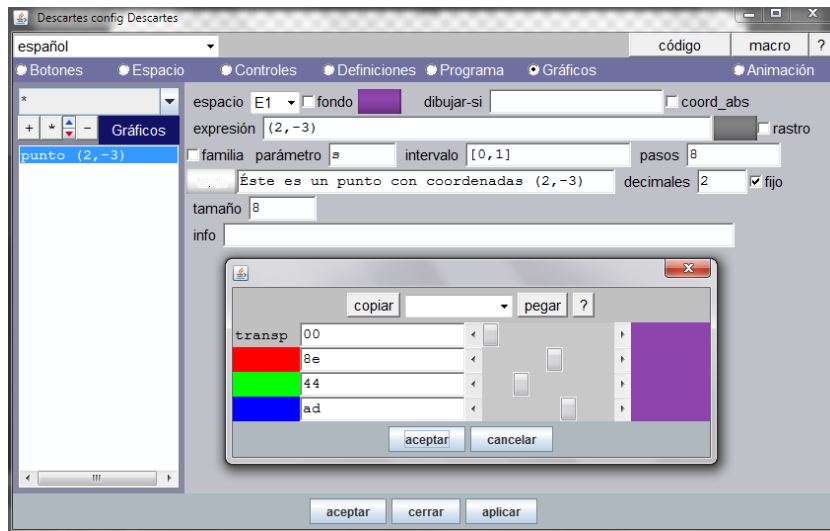 Descartes config Descartes
español código macro ?
Botones Espacio Controles Definiciones Programa Gráficos Animación
* espacio E1 fondo dibujar-si coord_abs
+ * - Gráficos expresión (2,-3) rastro
punto (2,-3) familia parámetro s intervalo [0,1] pasos 8
Éste es un punto con coordenadas (2,-3) decimales 2 fijo
tamaño 8
info
copiar pegar ?
transp 00
8e
44
ad
aceptar cancelar
aceptar cerrar aplicar